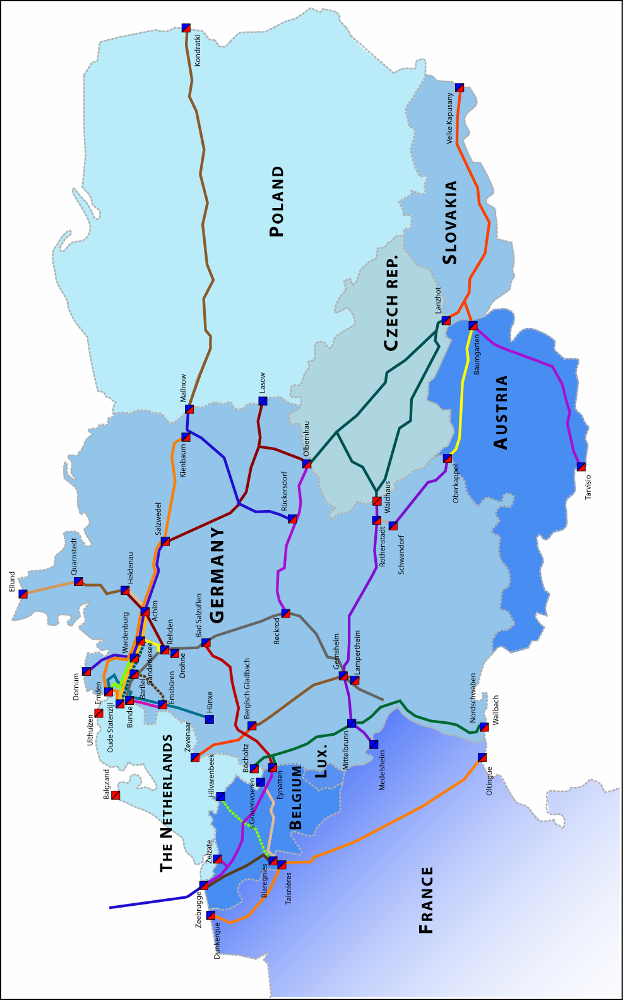 Kondratki
POLAND
Velke Kapusany
SLOVAKIA
CZECH REP.
Lanzhot
Baumgarten
AUSTRIA
Tarvisio
Mallnow
Lasow
Kienbaum
Olbernhau
Rückersdorf
Oberkappel
Waidhaus
Rothenstadt
Schwandorf
Salzwedel
GERMANY
Ellund
Quarnstedt
Heidenau
Achim
Wardenburg
Rehden
Bad Salzuflen
Drohne
Ganderkesee
Reckrod
Gernsheim
Lampertheim
Dornum
Emden
Barßel
Emsbüren
Bunde
Oude Statenzijl
Uithuizen
Hünxe
Bergisch Gladbach
Zevenaar
Bocholtz
Mittelbrunn
Medelsheim
Nordschwaben
Wallbach
Oltingue
LUX.
Eynatten
BELGIUM
s Gravenvoeren
Hilvarenbeek
Balgzand
THE NETHERLANDS
Zelzate
Zeebrugge
Dunkerque
Blaregnies
Taisnières
FRANCE